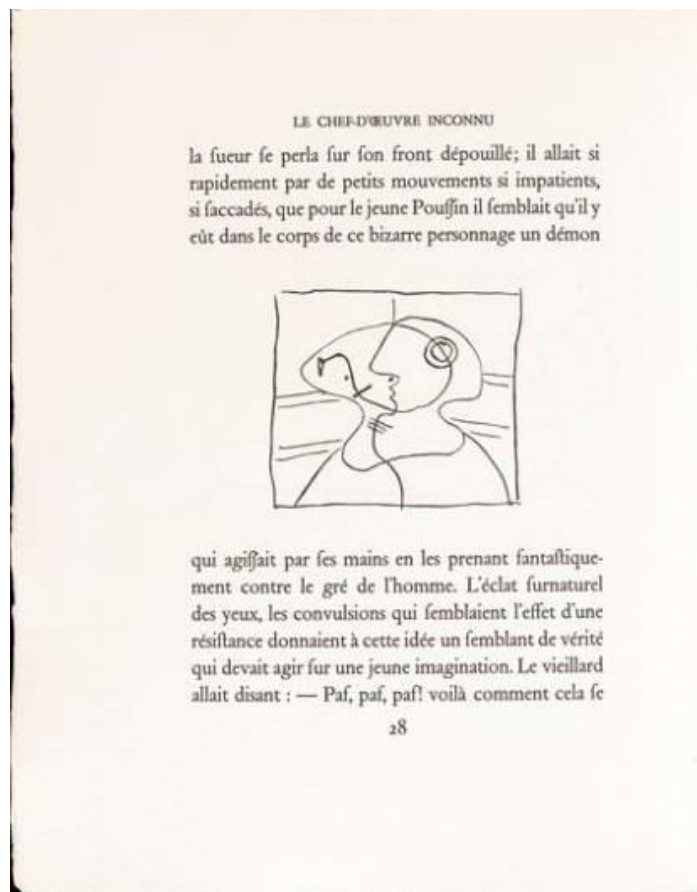 LE CHEF-D'ŒUVRE INCONNU
la ſueur ſe perla ſur ſon front dépouillé; il allait si
rapidement par de petits mouvements si impatients,
si ſaccadés, que pour le jeune Pouſſin il ſemblait qu'il y
eût dans le corps de ce bizarre personnage un démon
qui agiſſait par ſes mains en les prenant fantaſtique-
ment contre le gré de l'homme. L'éclat ſurnaturel
des yeux, les convulsions qui ſemblaient l'effet d'une
résiſtance donnaient à cette idée un ſemblant de vérité
qui devait agir ſur une jeune imagination. Le vieillard
allait disant : — Paf, paf, paf! voilà comment cela ſe
28